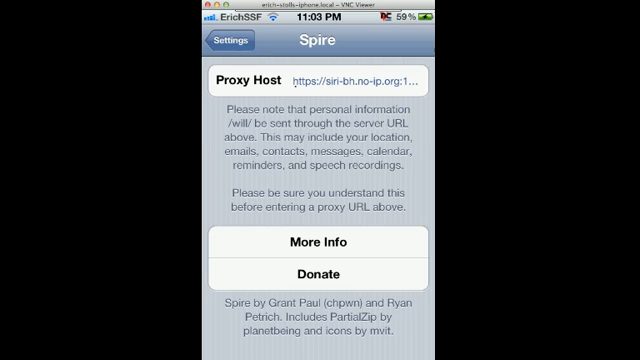 erich-stolls-iphone.local – VNC Viewer
ErichSSF 11:03 PM 59%
Settings
Spire
Proxy Host https://siri-bh.no-ip.org:1...
Please note that personal information
/will/ be sent through the server URL
above. This may include your location,
emails, contacts, messages, calendar,
reminders, and speech recordings.
Please be sure you understand this
before entering a proxy URL above.
More Info
Donate
Spire by Grant Paul (chpwn) and Ryan
Petrich. Includes PartialZip by
planetbeing and icons by mvit.